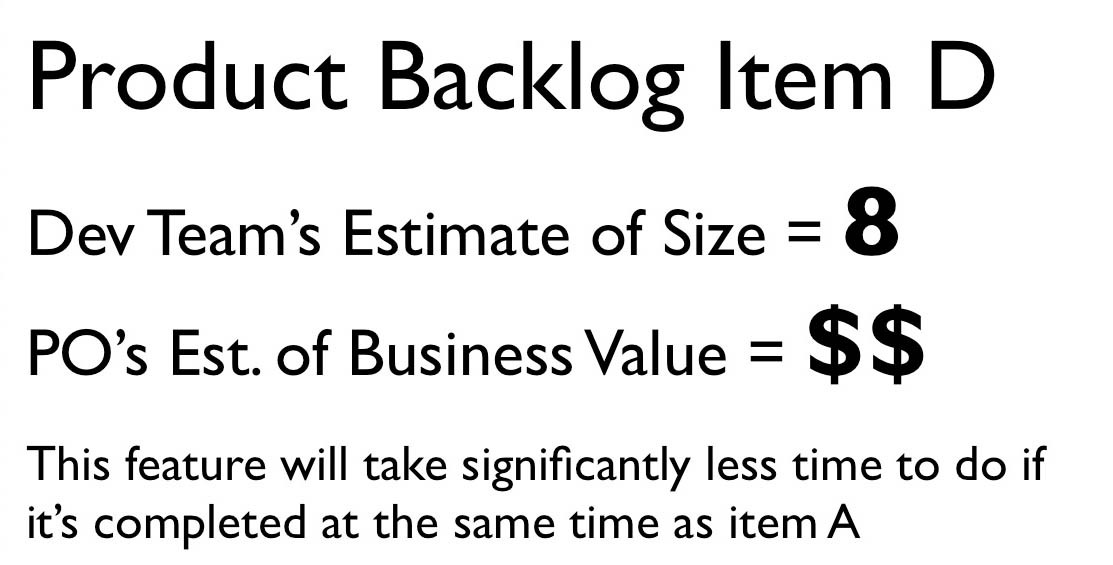 Product Backlog Item D
Dev Team’s Estimate of Size = 8
PO’s Est. of Business Value = $$
This feature will take significantly less time to do if
it’s completed at the same time as item A